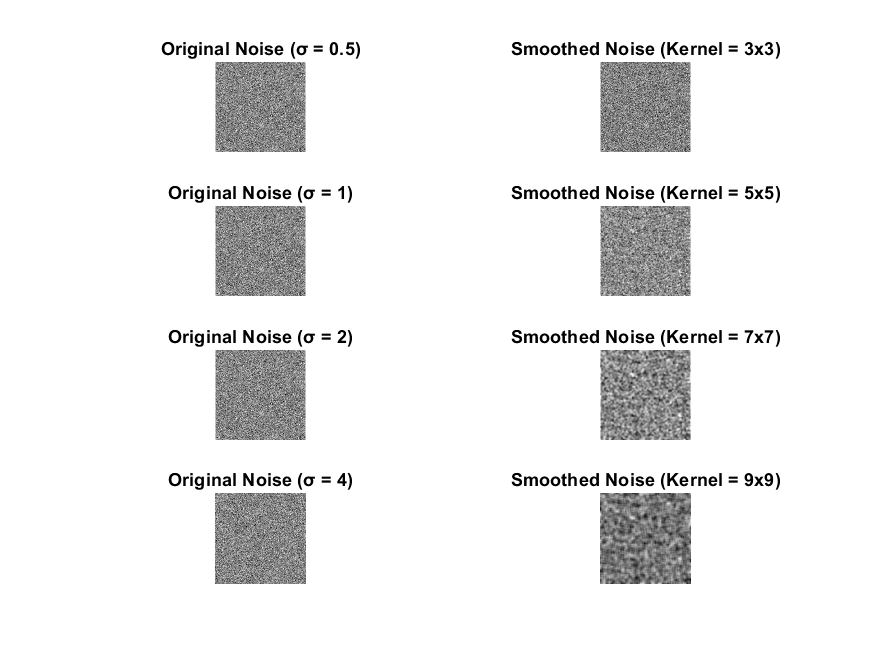 Original Noise (σ = 0.5)
Smoothed Noise (Kernel = 3x3)
Original Noise (σ = 1)
Smoothed Noise (Kernel = 5x5)
Original Noise (σ = 2)
Smoothed Noise (Kernel = 7x7)
Original Noise (σ = 4)
Smoothed Noise (Kernel = 9x9)